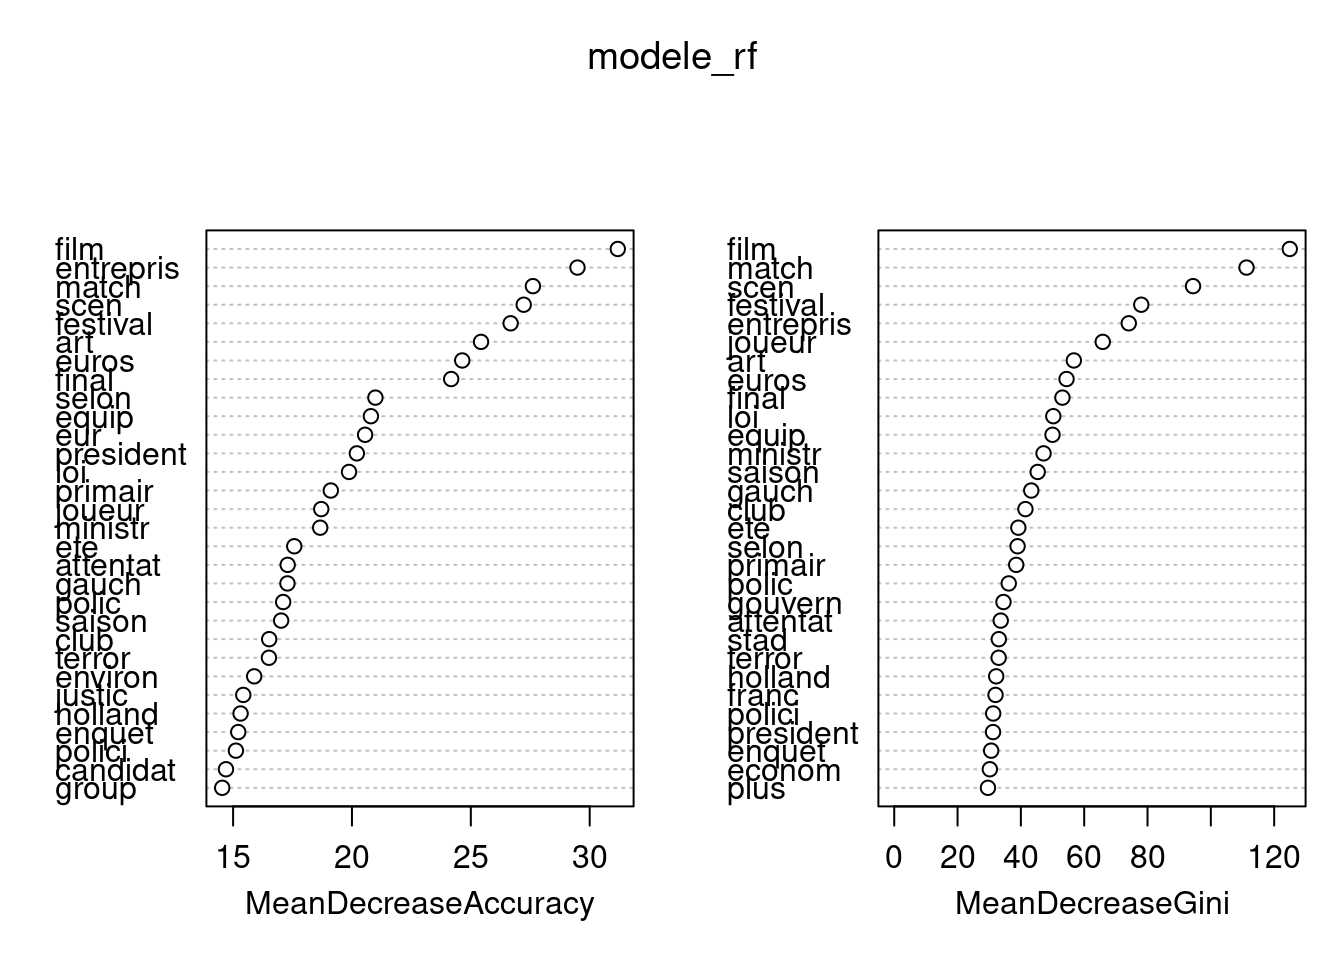 modele_rf
film
entrepris
match
scen
festival
art
euros
final
selon
equip
eur
president
loi
primair
joueur
ministr
ete
attentat
gauch
polic
saison
club
terror
environ
justic
holland
enquet
polici
candidat
group
15 20 25 30
MeanDecreaseAccuracy
film
match
scen
festival
entrepris
joueur
art
euros
final
loi
equip
ministr
saison
gauch
club
ete
selon
primair
polic
gouvern
attentat
stad
terror
holland
franc
polici
president
enquet
econom
plus
0 20 40 60 80 120
MeanDecreaseGini